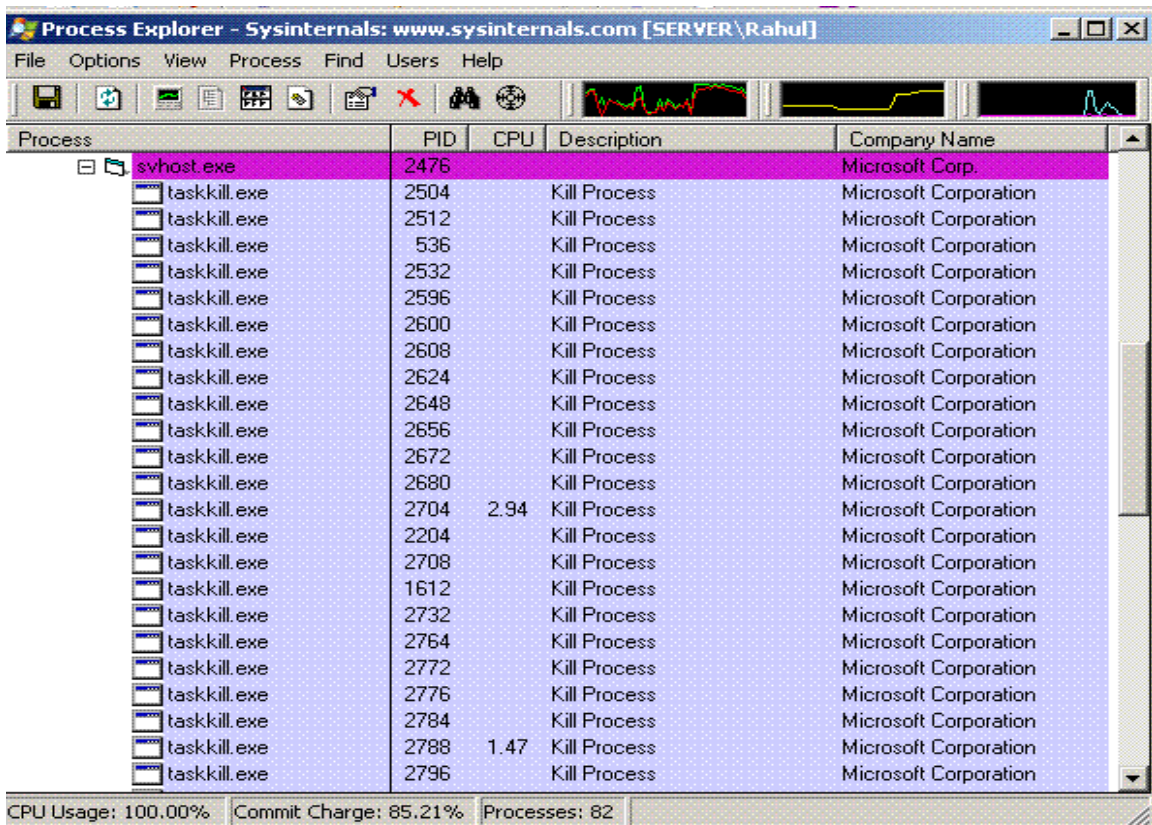 Process Explorer - Sysinternals: www.sysinternals.com [SERVER\Rahul]
File Options View Process Find Users Help
Process PID CPU Description Company Name
svhost.exe 2476 Microsoft Corp.
taskkill.exe 2504 Kill Process Microsoft Corporation
taskkill.exe 2512 Kill Process Microsoft Corporation
taskkill.exe 536 Kill Process Microsoft Corporation
taskkill.exe 2532 Kill Process Microsoft Corporation
taskkill.exe 2596 Kill Process Microsoft Corporation
taskkill.exe 2600 Kill Process Microsoft Corporation
taskkill.exe 2608 Kill Process Microsoft Corporation
taskkill.exe 2624 Kill Process Microsoft Corporation
taskkill.exe 2648 Kill Process Microsoft Corporation
taskkill.exe 2656 Kill Process Microsoft Corporation
taskkill.exe 2672 Kill Process Microsoft Corporation
taskkill.exe 2680 Kill Process Microsoft Corporation
taskkill.exe 2704 2.94 Kill Process Microsoft Corporation
taskkill.exe 2204 Kill Process Microsoft Corporation
taskkill.exe 2708 Kill Process Microsoft Corporation
taskkill.exe 1612 Kill Process Microsoft Corporation
taskkill.exe 2732 Kill Process Microsoft Corporation
taskkill.exe 2764 Kill Process Microsoft Corporation
taskkill.exe 2772 Kill Process Microsoft Corporation
taskkill.exe 2776 Kill Process Microsoft Corporation
taskkill.exe 2784 Kill Process Microsoft Corporation
taskkill.exe 2788 1.47 Kill Process Microsoft Corporation
taskkill.exe 2796 Kill Process Microsoft Corporation
CPU Usage: 100.00% Commit Charge: 85.21% Processes: 82